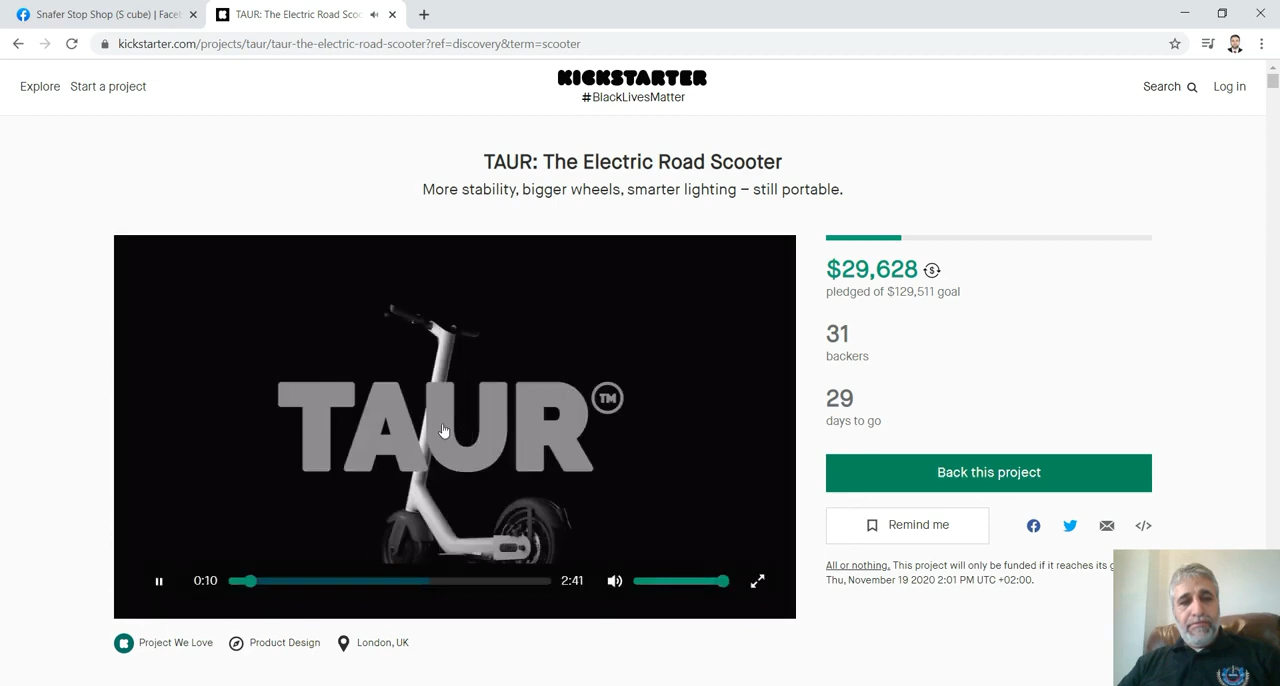 Snafer Stop Shop (S cube) | Faceb
TAUR: The Electric Road Scoo
kickstarter.com/projects/taur/taur-the-electric-road-scooter?ref=discovery&term=scooter
Explore Start a project
KICKSTARTER
#BlackLivesMatter
Search Log in
TAUR: The Electric Road Scooter
More stability, bigger wheels, smarter lighting – still portable.
TAUR TM
0:10 2:41
$29,628
pledged of $129,511 goal
31
backers
29
days to go
Back this project
Remind me
All or nothing. This project will only be funded if it reaches its g
Thu, November 19 2020 2:01 PM UTC +02:00.
Project We Love Product Design London, UK